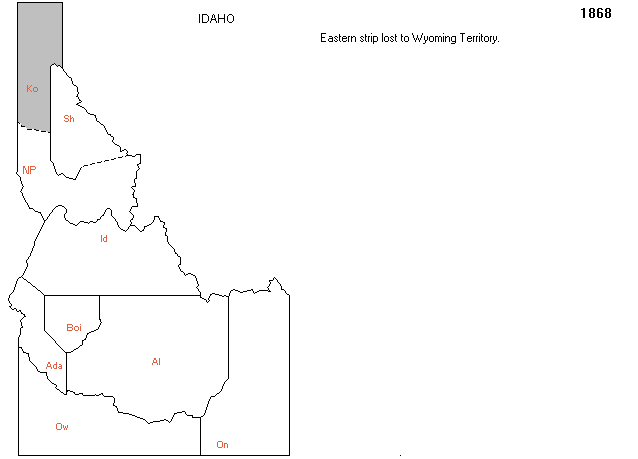 IDAHO
1868
Eastern strip lost to Wyoming Territory.
Ko
Sh
NP
Id
Boi
Ada
Al
Ow
On